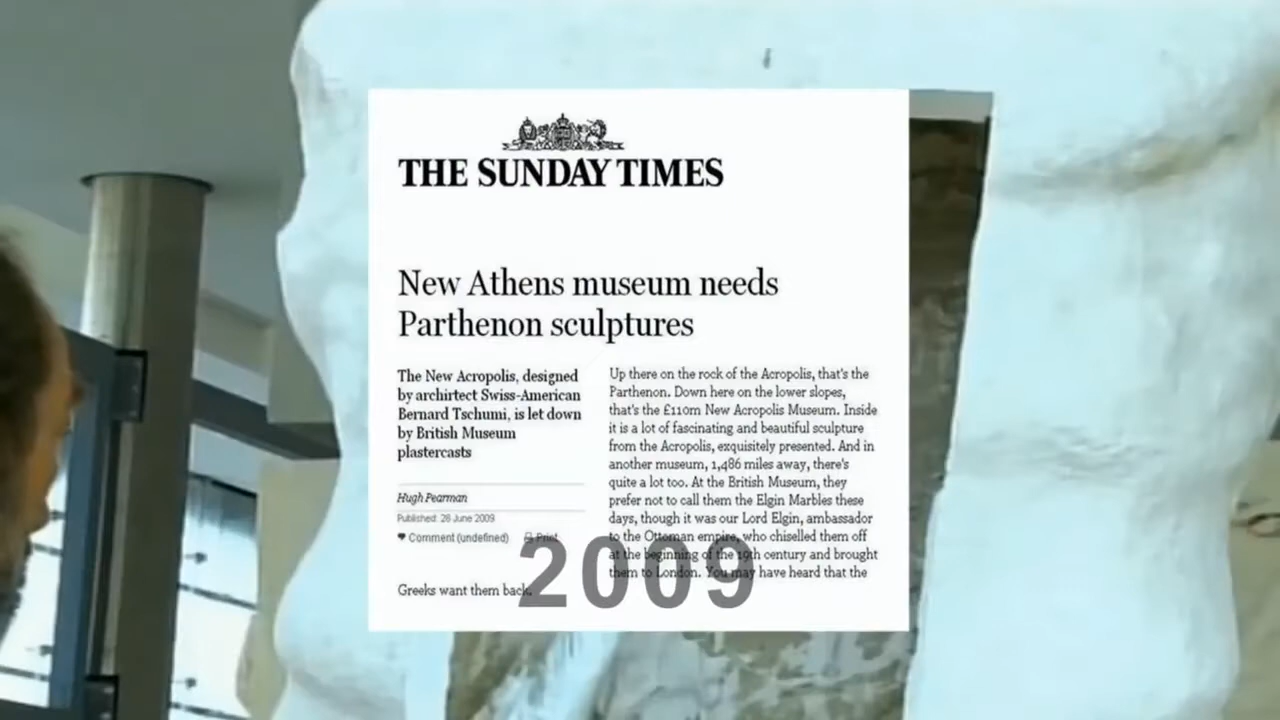 THE SUNDAY TIMES
New Athens museum needs
Parthenon sculptures
The New Acropolis, designed
by architect Swiss-American
Bernard Tschumi, is let down
by British Museum
plastercasts
Hugh Pearman
Published: 28 June 2009
Comment (undefined) Print
Up there on the rock of the Acropolis, that's the
Parthenon. Down here on the lower slopes,
that's the £110m New Acropolis Museum. Inside
it is a lot of fascinating and beautiful sculpture
from the Acropolis, exquisitely presented. And in
another museum, 1,486 miles away, there's
quite a lot too. At the British Museum, they
prefer not to call them the Elgin Marbles these
days, though it was our Lord Elgin, ambassador
to the Ottoman empire, who chiselled them off
at the beginning of the 19th century and brought
them to London. You may have heard that the
Greeks want them back.
2009